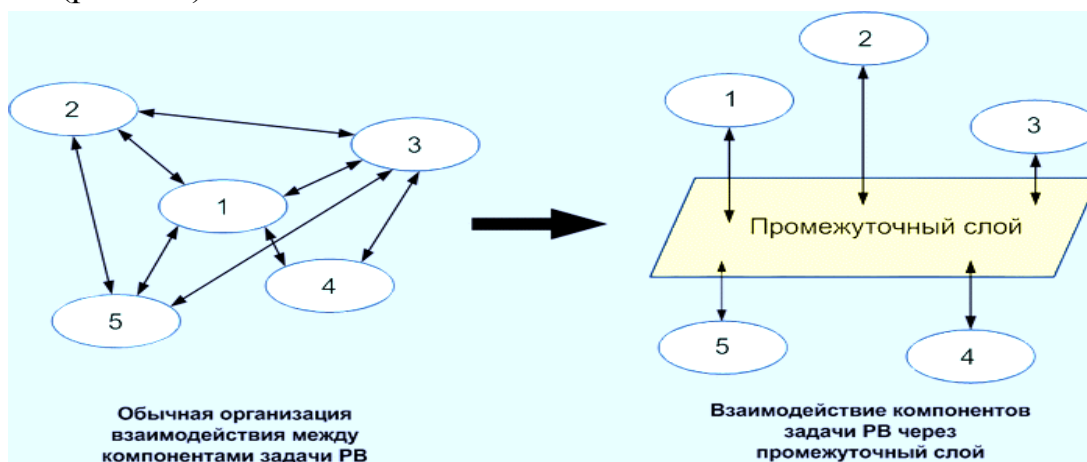 2
3
1
4
5
Обычная организация
взаимодействия между
компонентами задачи РВ
2
1
3
Промежуточный слой
5
4
Взаимодействие компонентов
задачи РВ через
промежуточный слой